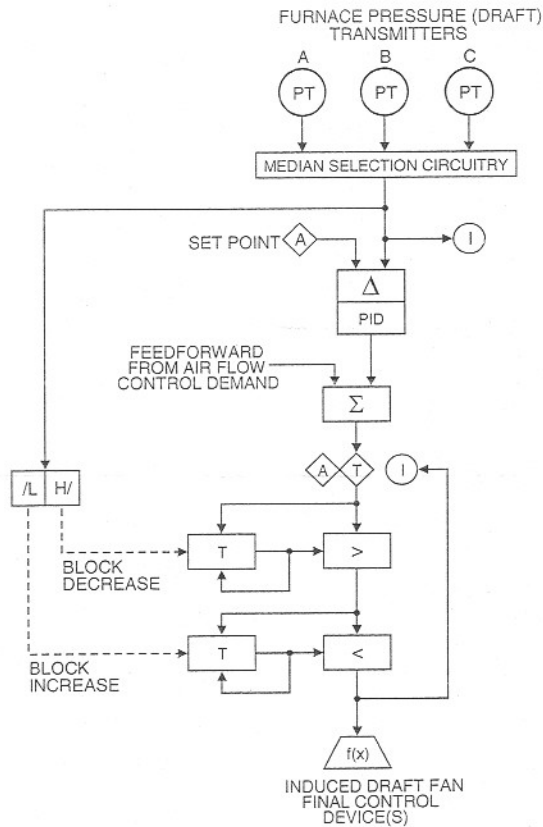 FURNACE PRESSURE (DRAFT)
TRANSMITTERS
A
B
C
PT
PT
PT
MEDIAN SELECTION CIRCUITRY
SET POINT
A
I
Δ
PID
FEEDFORWARD
FROM AIR FLOW
CONTROL DEMAND
Σ
A
T
I
/L
H/
T
>
BLOCK
DECREASE
T
<
BLOCK
INCREASE
f(x)
INDUCED DRAFT FAN
FINAL CONTROL
DEVICE(S)